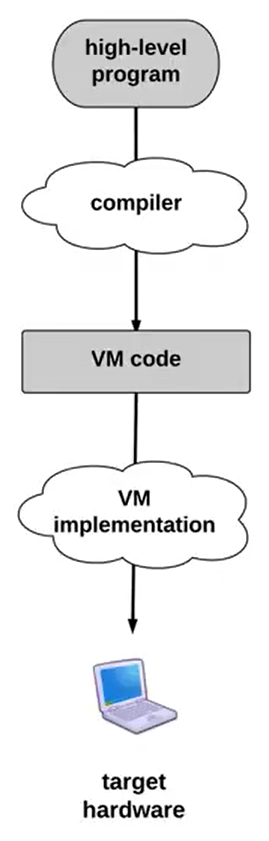 high-level
program
compiler
VM code
VM
implementation
target
hardware